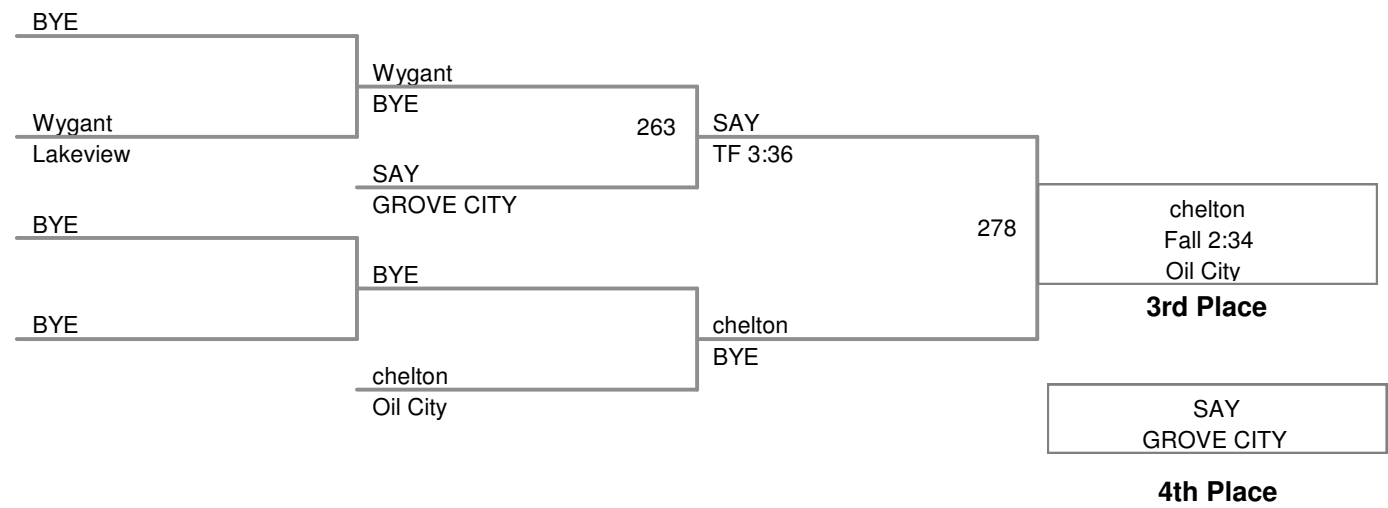 BYE
Wygant
BYE
Wygant
Lakeview
263
SAY
TF 3:36
SAY
GROVE CITY
BYE
278
chelton
Fall 2:34
Oil City
3rd Place
BYE
BYE
chelton
BYE
chelton
Oil City
SAY
GROVE CITY
4th Place